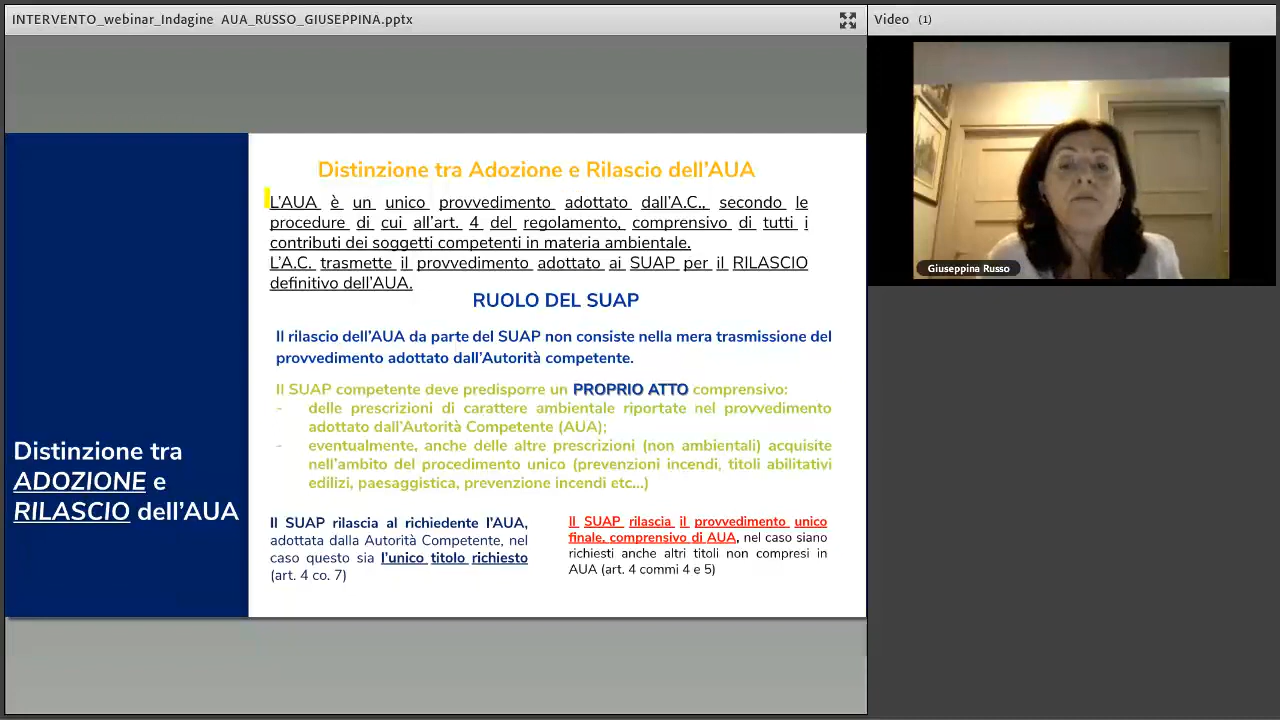 INTERVENTO_webinar_Indagine AUA_RUSSO_GIUSEPPINA.pptx
Video (1)
Giuseppina Russo
Distinzione tra
ADOZIONE e
RILASCIO dell'AUA
Distinzione tra Adozione e Rilascio dell'AUA
L'AUA è un unico provvedimento adottato dall'A.C., secondo le
procedure di cui all'art. 4 del regolamento, comprensivo di tutti i
contributi dei soggetti competenti in materia ambientale.
L'A.C. trasmette il provvedimento adottato ai SUAP per il RILASCIO
definitivo dell'AUA.
RUOLO DEL SUAP
Il rilascio dell'AUA da parte del SUAP non consiste nella mera trasmissione del
provvedimento adottato dall'Autorità competente.
Il SUAP competente deve predisporre un PROPRIO ATTO comprensivo:
- delle prescrizioni di carattere ambientale riportate nel provvedimento
adottato dall'Autorità Competente (AUA);
- eventualmente, anche delle altre prescrizioni (non ambientali) acquisite
nell'ambito del procedimento unico (prevenzioni incendi, titoli abilitativi
edilizi, paesaggistica, prevenzione incendi etc...)
Il SUAP rilascia al richiedente l'AUA,
adottata dalla Autorità Competente, nel
caso questo sia l'unico titolo richiesto
(art. 4 co. 7)
Il SUAP rilascia il provvedimento unico
finale, comprensivo di AUA, nel caso siano
richiesti anche altri titoli non compresi in
AUA (art. 4 commi 4 e 5)